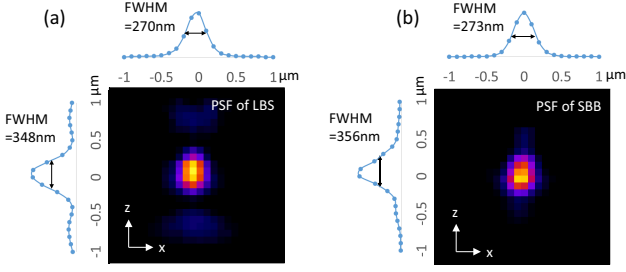 (a)
FWHM
=270nm
-1 -0.5 0 0.5 1 μm
FWHM
=348nm
1 μm
0.5
0
-0.5
-1
PSF of LBS
z
x
(b)
FWHM
=273nm
-1 -0.5 0 0.5 1 μm
FWHM
=356nm
1 μm
0.5
0
-0.5
-1
PSF of SBB
z
x